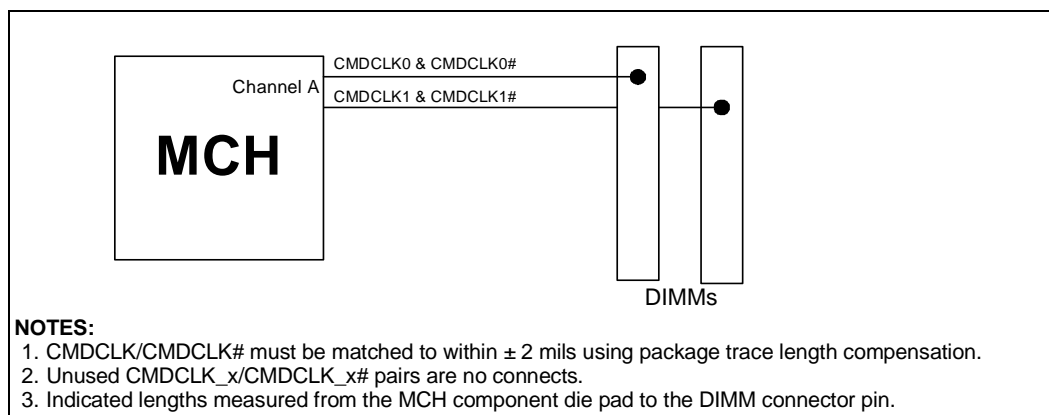 CMDCLK0 & CMDCLK0#
Channel A
CMDCLK1 & CMDCLK1#
MCH
DIMMs
NOTES:
1. CMDCLK/CMDCLK# must be matched to within ± 2 mils using package trace length compensation.
2. Unused CMDCLK_x/CMDCLK_x# pairs are no connects.
3. Indicated lengths measured from the MCH component die pad to the DIMM connector pin.